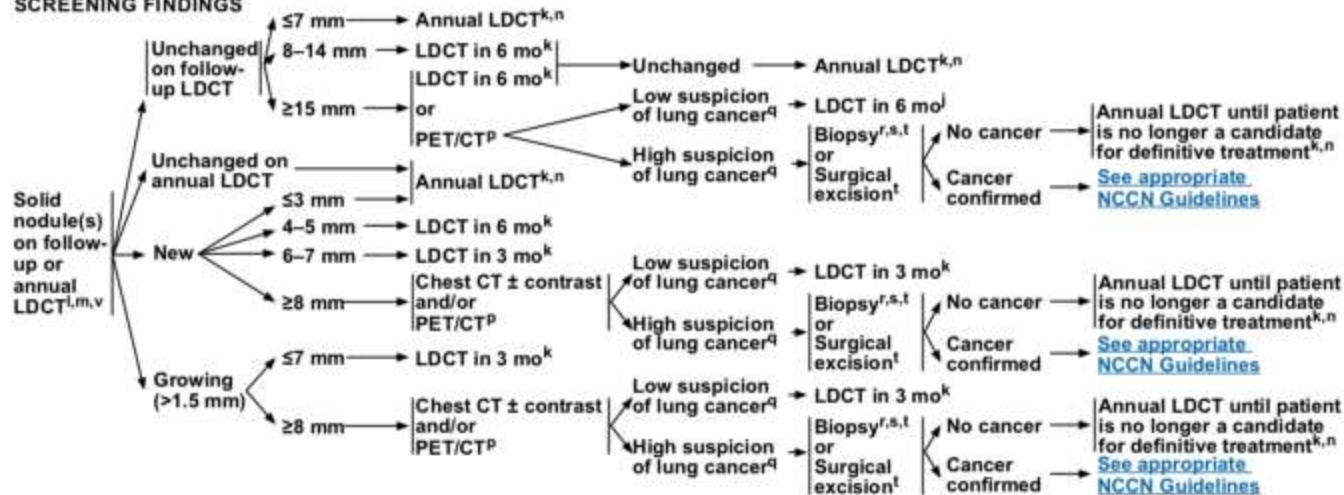 SCREENING FINDINGS
Solid
nodule(s)
on follow-
up or
annual
LDCTl,m,v
Unchanged
on follow-
up LDCT
≤7 mm
Annual LDCTk,n
8–14 mm
LDCT in 6 mok
≥15 mm
LDCT in 6 mok
or
PET/CTp
Unchanged
Annual LDCTk,n
Low suspicion
of lung cancerq
LDCT in 6 moj
High suspicion
of lung cancerq
Biopsyr,s,t
or
Surgical
excisiont
No cancer
Annual LDCT until patient
is no longer a candidate
for definitive treatmentk,n
Cancer
confirmed
See appropriate
NCCN Guidelines
Unchanged on
annual LDCT
Annual LDCTk,n
New
≤3 mm
4–5 mm
LDCT in 6 mok
6–7 mm
LDCT in 3 mok
≥8 mm
Chest CT ± contrast
and/or
PET/CTp
Low suspicion
of lung cancerq
LDCT in 3 mok
High suspicion
of lung cancerq
Biopsyr,s,t
or
Surgical
excisiont
No cancer
Annual LDCT until patient
is no longer a candidate
for definitive treatmentk,n
Cancer
confirmed
See appropriate
NCCN Guidelines
Growing
(>1.5 mm)
≤7 mm
LDCT in 3 mok
≥8 mm
Chest CT ± contrast
and/or
PET/CTp
Low suspicion
of lung cancerq
LDCT in 3 mok
High suspicion
of lung cancerq
Biopsyr,s,t
or
Surgical
excisiont
No cancer
Annual LDCT until patient
is no longer a candidate
for definitive treatmentk,n
Cancer
confirmed
See appropriate
NCCN Guidelines